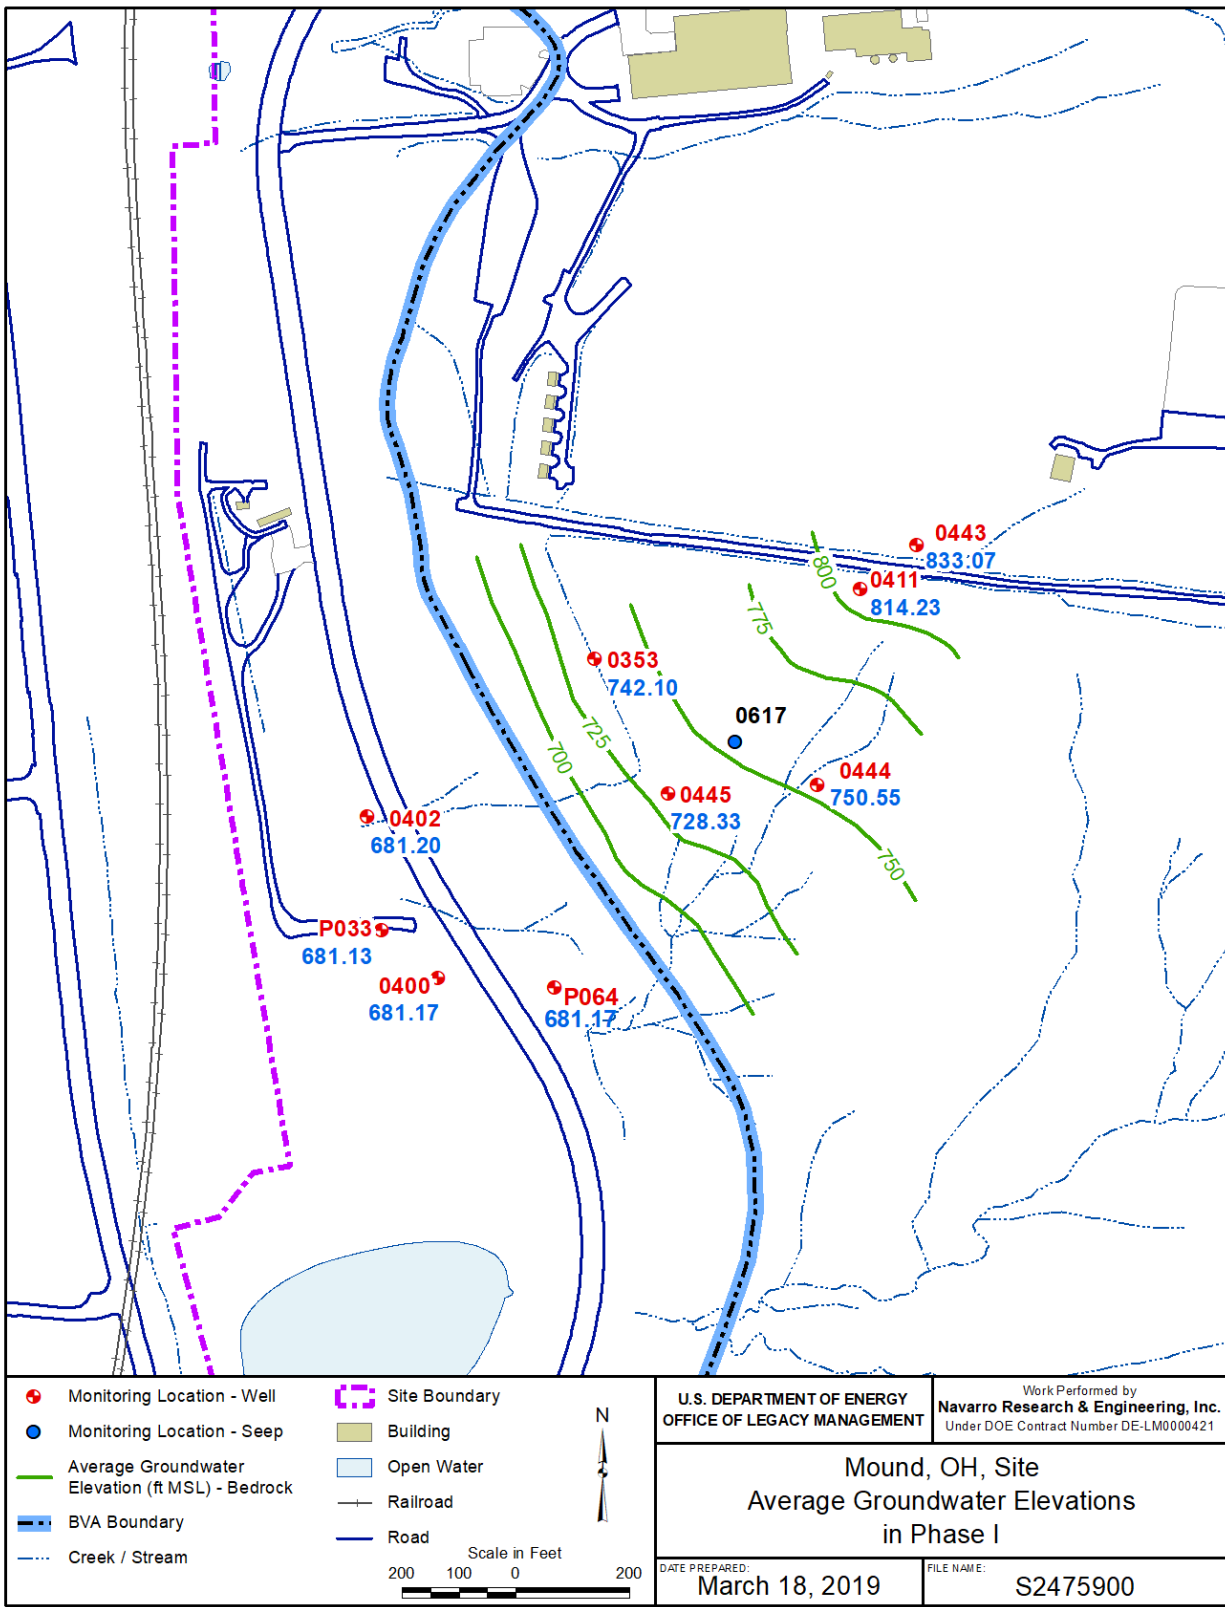 0443
833.07
800
0411
814.23
775
0353
742.10
0617
725
700
0444
750.55
0445
728.33
0402
681.20
750
P033
681.13
0400
681.17
P064
681.17
Monitoring Location - Well
Monitoring Location - Seep
Average Groundwater
Elevation (ft MSL) - Bedrock
BVA Boundary
Creek / Stream
Site Boundary
Building
Open Water
Railroad
Road
N
Scale in Feet
200 100 0 200
U.S. DEPARTMENT OF ENERGY
OFFICE OF LEGACY MANAGEMENT
Work Performed by
Navarro Research & Engineering, Inc.
Under DOE Contract Number DE-LM0000421
Mound, OH, Site
Average Groundwater Elevations
in Phase I
DATE PREPARED:
March 18, 2019
FILE NAME:
S2475900